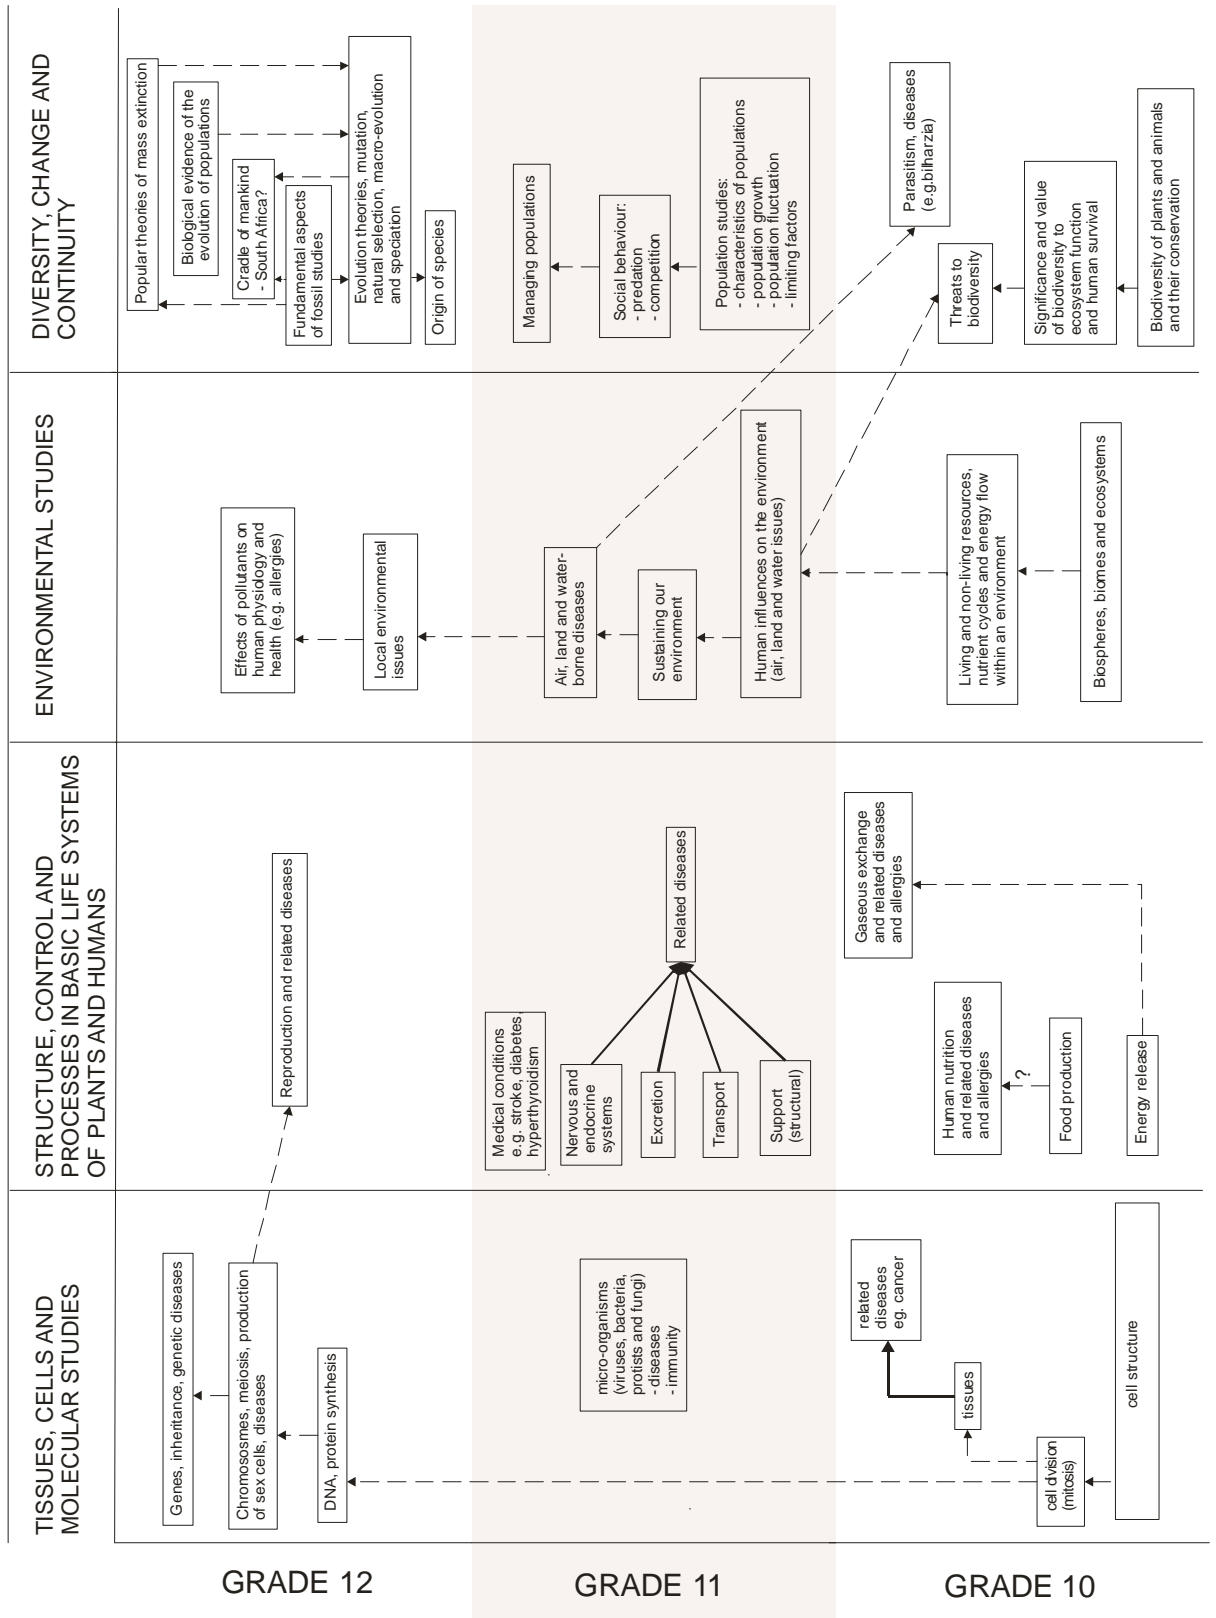 TISSUES, CELLS AND
MOLECULAR STUDIES
STRUCTURE, CONTROL AND
PROCESSES IN BASIC LIFE SYSTEMS
OF PLANTS AND HUMANS
ENVIRONMENTAL STUDIES
DIVERSITY, CHANGE AND
CONTINUITY
GRADE 12
Genes, inheritance, genetic diseases
Chromososmes, meiosis, production
of sex cells, diseases
DNA, protein synthesis
Reproduction and related diseases
Effects of pollutants on
human physiology and
health (e.g. allergies)
Local environmental
issues
Popular theories of mass extinction
Biological evidence of the
evolution of populations
Cradle of mankind
- South Africa?
Fundamental aspects
of fossil studies
Evolution theories, mutation,
natural selection, macro-evolution
and speciation
Origin of species
GRADE 11
micro-organisms
(viruses, bacteria,
protists and fungi)
- diseases
- immunity
Medical conditions
e.g. stroke, diabetes,
hyperthyroidism
Nervous and
endocrine
systems
Excretion
Transport
Support
(structural)
Related diseases
Air, land and water-
borne diseases
Sustaining our
environment
Human influences on the environment
(air, land and water issues)
Managing populations
Social behaviour:
- predation
- competition
Population studies:
- characteristics of populations
- population growth
- population fluctuation
- limiting factors
GRADE 10
related
diseases
eg. cancer
tissues
cell division
(mitosis)
cell structure
Gaseous exchange
and related diseases
and allergies
Human nutrition
and related diseases
and allergies
?
Food production
Energy release
Living and non-living resources,
nutrient cycles and energy flow
within an environment
Biospheres, biomes and ecosystems
Parasitism, diseases
(e.g.bilharzia)
Threats to
biodiversity
Significance and value
of biodiversity to
ecosystem function
and human survival
Biodiversity of plants and animals
and their conservation